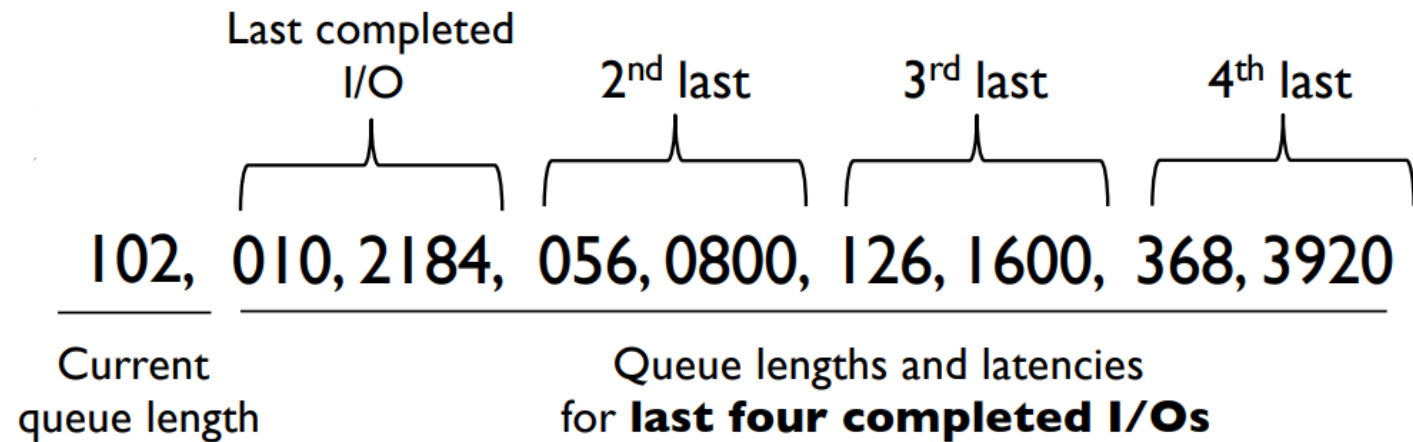 Last completed
I/O
2nd last
3rd last
4th last
102, 010, 2184, 056, 0800, 126, 1600, 368, 3920
Current
queue length
Queue lengths and latencies
for last four completed I/Os